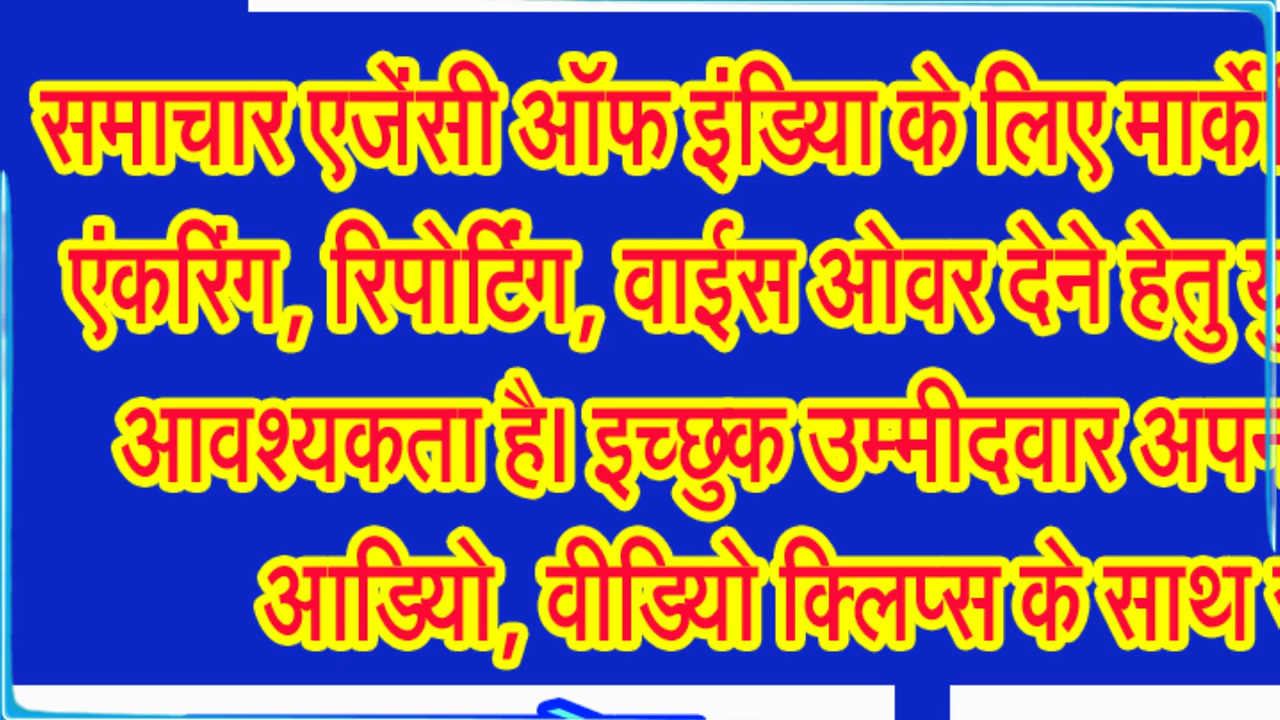 समाचार एजेंसी ऑफ इंडिया के लिए
एंकरिंग, रिपोर्टिंग, वाईस ओवर देने हेतु
आवश्यकता है। इच्छुक उम्मीदवार
आडियो, वीडियो क्लिप्स के साथ